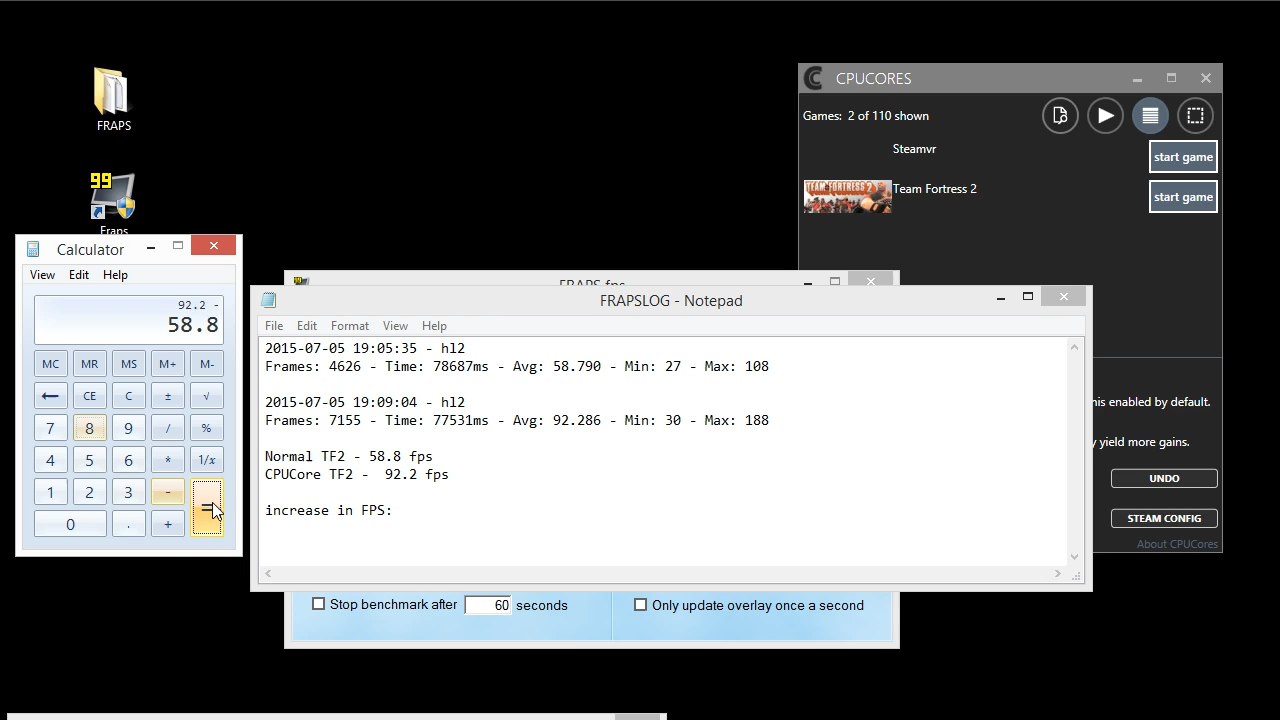 FRAPS
99
Fraps
CPUCORES
Games: 2 of 110 shown
Steamvr
start game
TEAM FORTRESS 2
Team Fortress 2
start game
his enabled by default.
y yield more gains.
UNDO
STEAM CONFIG
About CPUCores
Calculator
View Edit Help
92.2 -
58.8
MC MR MS M+ M-
← CE C ± √
7 8 9 / %
4 5 6 * 1/x
1 2 3 - =
0 . +
FRAPS fps
FRAPSLOG - Notepad
File Edit Format View Help
2015-07-05 19:05:35 - hl2
Frames: 4626 - Time: 78687ms - Avg: 58.790 - Min: 27 - Max: 108
2015-07-05 19:09:04 - hl2
Frames: 7155 - Time: 77531ms - Avg: 92.286 - Min: 30 - Max: 188
Normal TF2 - 58.8 fps
CPUCore TF2 - 92.2 fps
increase in FPS:
Stop benchmark after 60 seconds
Only update overlay once a second